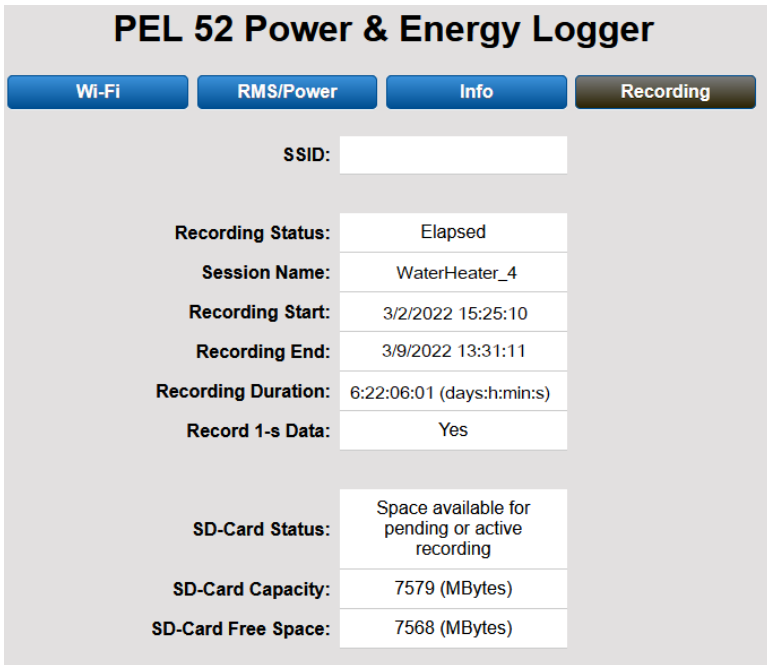 PEL 52 Power & Energy Logger
Wi-Fi RMS/Power Info Recording
SSID:
Recording Status: Elapsed
Session Name: WaterHeater_4
Recording Start: 3/2/2022 15:25:10
Recording End: 3/9/2022 13:31:11
Recording Duration: 6:22:06:01 (days:h:min:s)
Record 1-s Data: Yes
SD-Card Status: Space available for
pending or active
recording
SD-Card Capacity: 7579 (MBytes)
SD-Card Free Space: 7568 (MBytes)